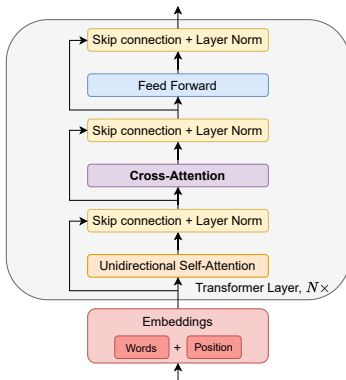 Skip connection + Layer Norm
Feed Forward
Skip connection + Layer Norm
Cross-Attention
Skip connection + Layer Norm
Unidirectional Self-Attention
Transformer Layer, N×
Embeddings
Words + Position